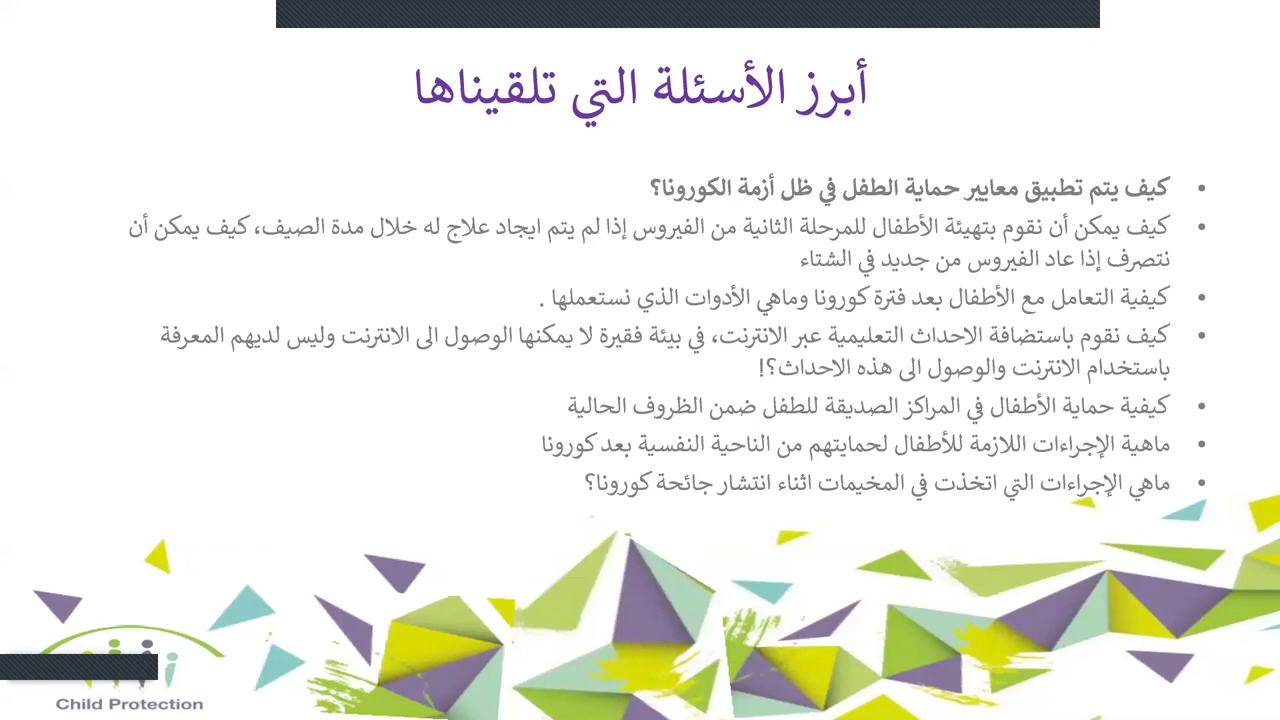 أبرز الأسئلة التي تلقيناها
• كيف يتم تطبيق معايير حماية الطفل في ظل أزمة الكورونا؟
• كيف يمكن أن نقوم بتهيئة الأطفال للمرحلة الثانية من الفيروس إذا لم يتم ايجاد علاج له خلال مدة الصيف، كيف يمكن أن
نتصرف إذا عاد الفيروس من جديد في الشتاء
• كيفية التعامل مع الأطفال بعد فترة كورونا وماهي الأدوات الذي نستعملها .
• كيف نقوم باستضافة الاحداث التعليمية عبر الانترنت، في بيئة فقيرة لا يمكنها الوصول الى الانترنت وليس لديهم المعرفة
باستخدام الانترنت والوصول الى هذه الاحداث؟!
• كيفية حماية الأطفال في المراكز الصديقة للطفل ضمن الظروف الحالية
• ماهية الإجراءات اللازمة للأطفال لحمايتهم من الناحية النفسية بعد كورونا
• ماهي الإجراءات التي اتخذت في المخيمات اثناء انتشار جائحة كورونا؟
Child Protection